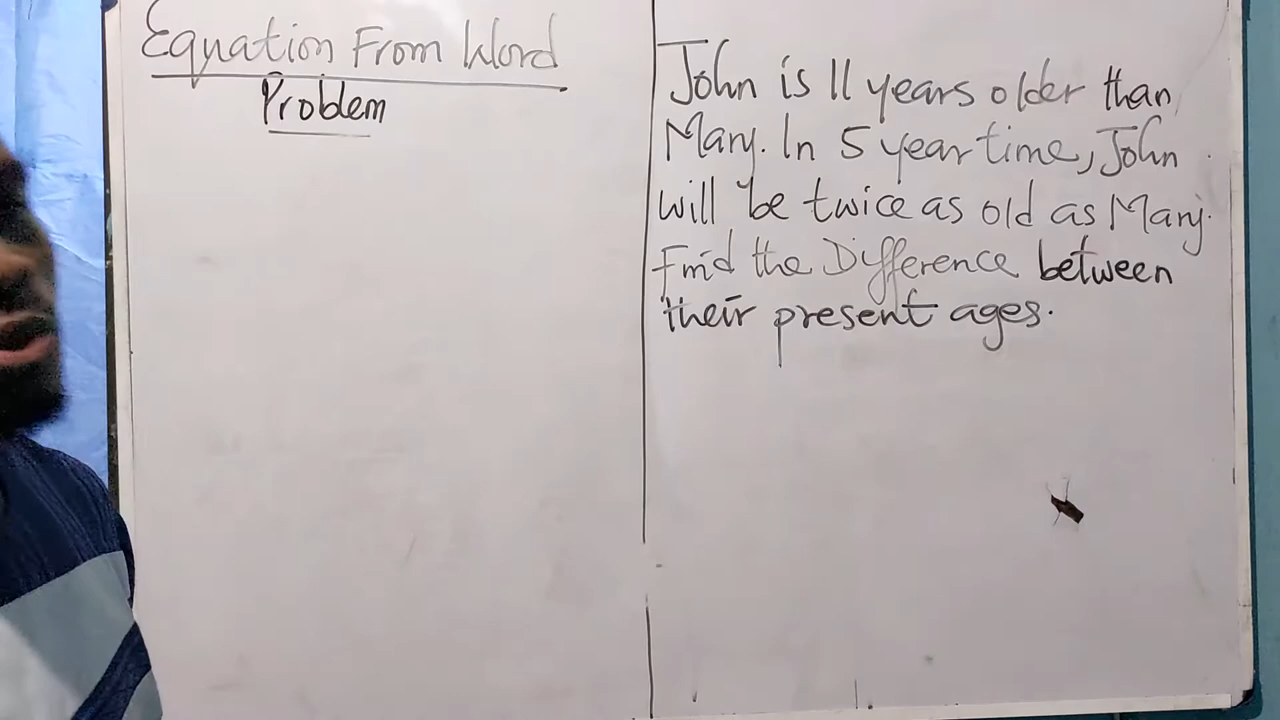 Equation From Word
Problem
John is 11 years older than
Mary. In 5 year time, John
will be twice as old as Mary.
Find the Difference between
their present ages.